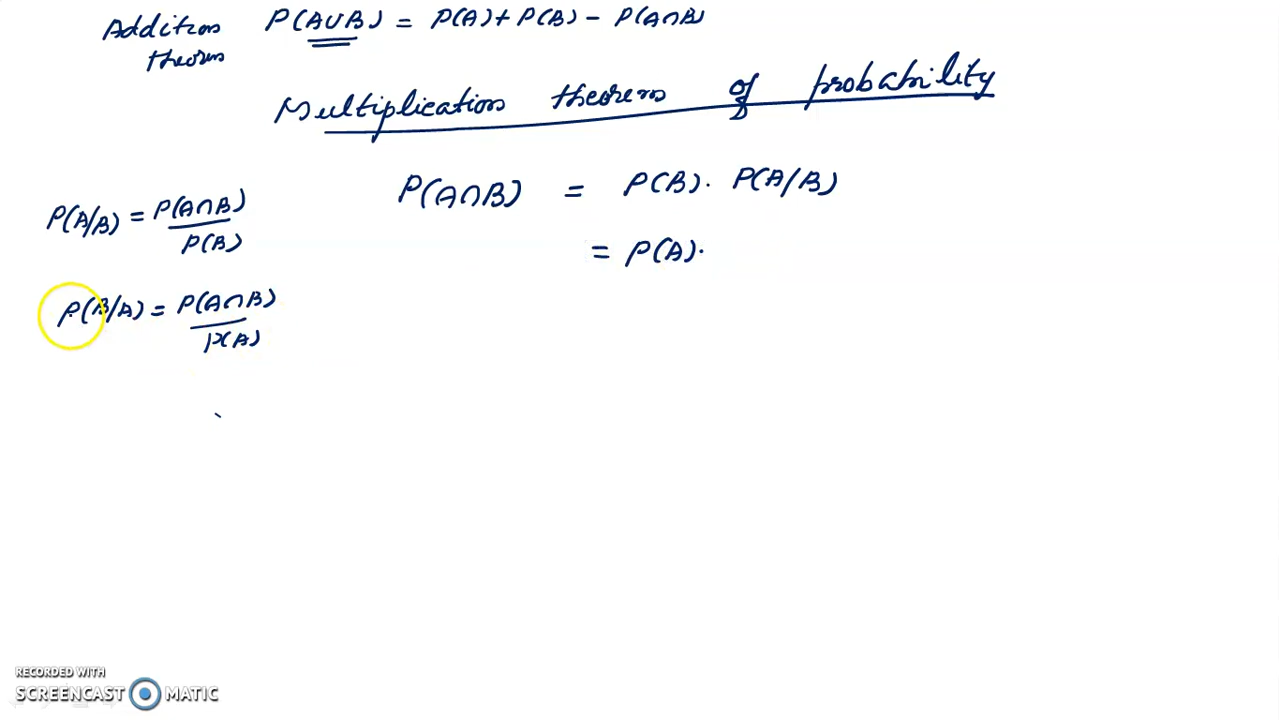 Addition P(A∪B) = P(A) + P(B) - P(A∩B)
theorem
Multiplication theorem of probability
P(A∩B) = P(B). P(A/B)
P(A/B) = P(A∩B)/P(B)
= P(A).
P(B/A) = P(A∩B)/P(A)
RECORDED WITH
SCREENCAST MATIC